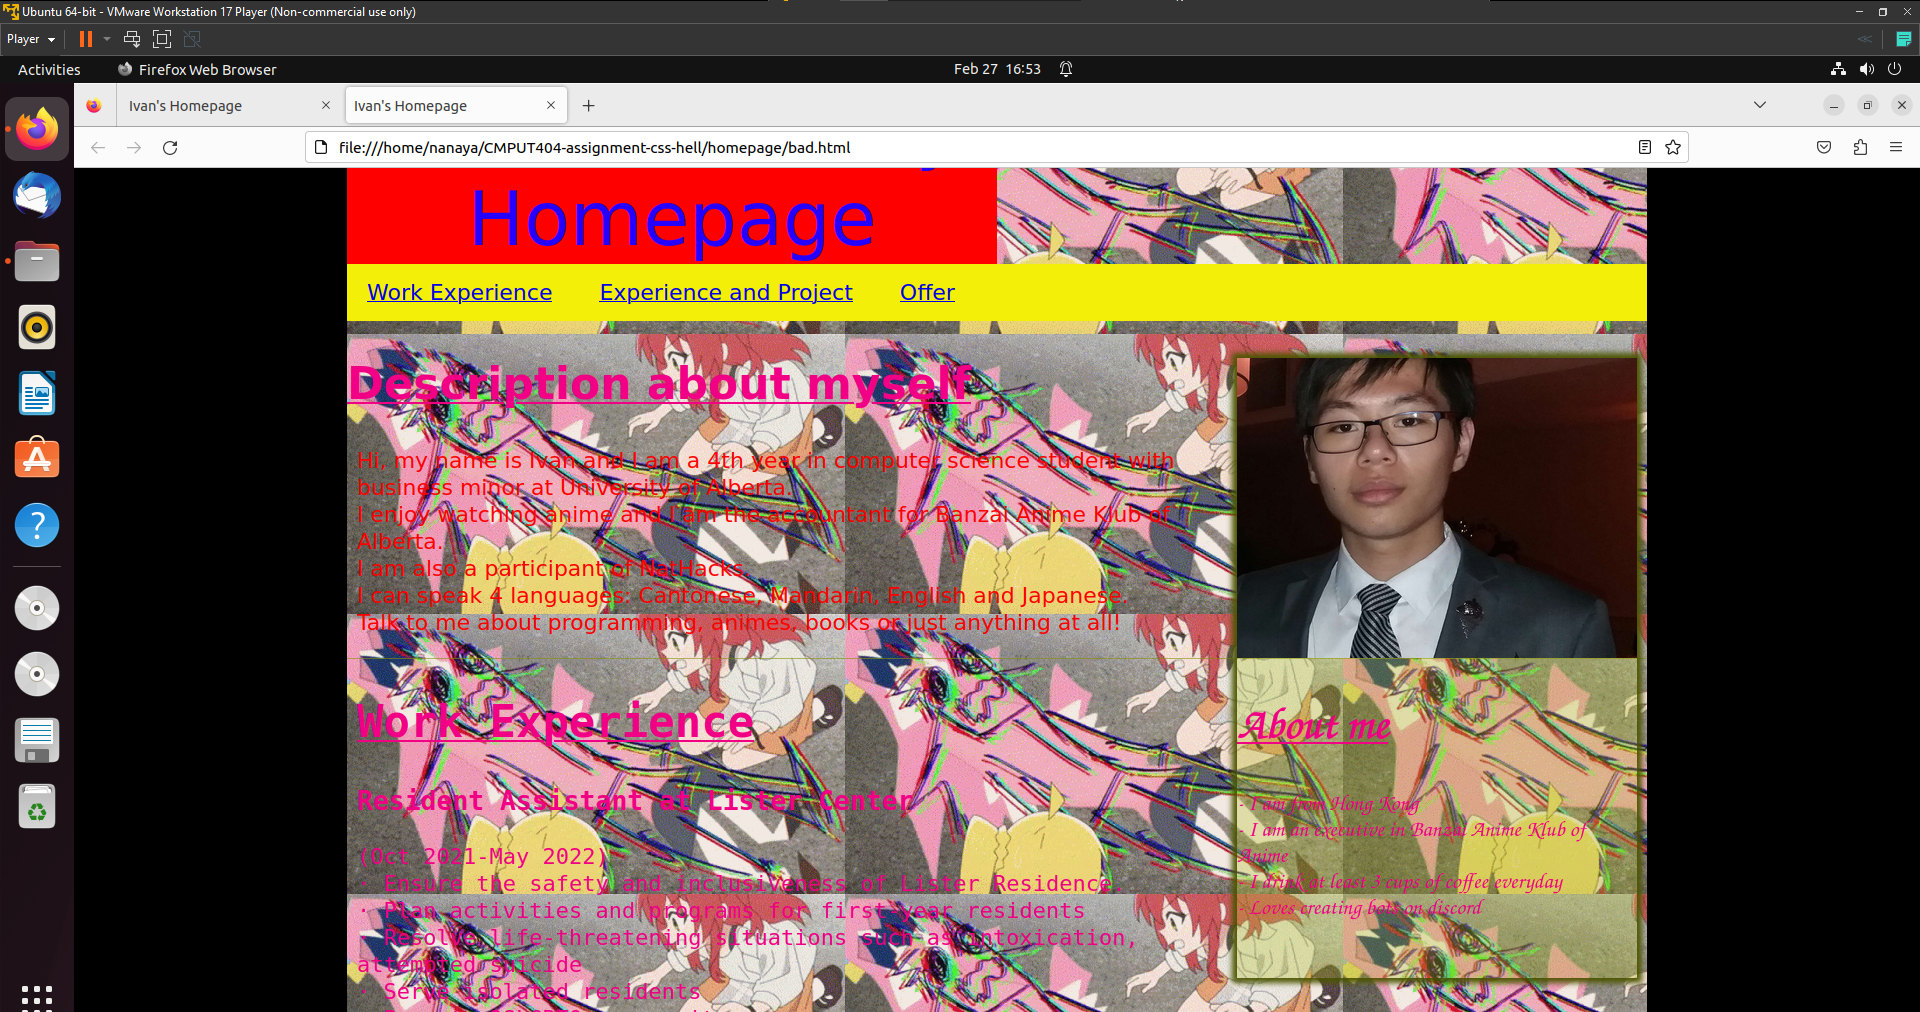 Ubuntu 64-bit - VMware Workstation 17 Player (Non-commercial use only)
Player
Activities
Firefox Web Browser
Feb 27 16:53
Ivan's Homepage
Ivan's Homepage
file:///home/nanaya/CMPUT404-assignment-css-hell/homepage/bad.html
Homepage
Work Experience
Experience and Project
Offer
Description about myself
Hi, my name is Ivan and I am a 4th year in computer science student with
business minor at University of Alberta.
I enjoy watching anime and I am the accountant for Banzai Anime Klub of
Alberta.
I am also a participant of NatHacks.
I can speak 4 languages: Cantonese, Mandarin, English and Japanese.
Talk to me about programming, animes, books or just anything at all!
Work Experience
Resident Assistant at Lister Center
(Oct 2021-May 2022)
· Ensure the safety and inclusiveness of Lister Residence.
· Plan activities and programs for first-year residents
· Resolve life-threatening situations such as intoxication,
attempted suicide
· Serve isolated residents
About me
- I am from Hong Kong
- I am an executive in Banzai Anime Klub of
Anime
- I drink at least 3 cups of coffee everyday
- Loves creating bots on discord